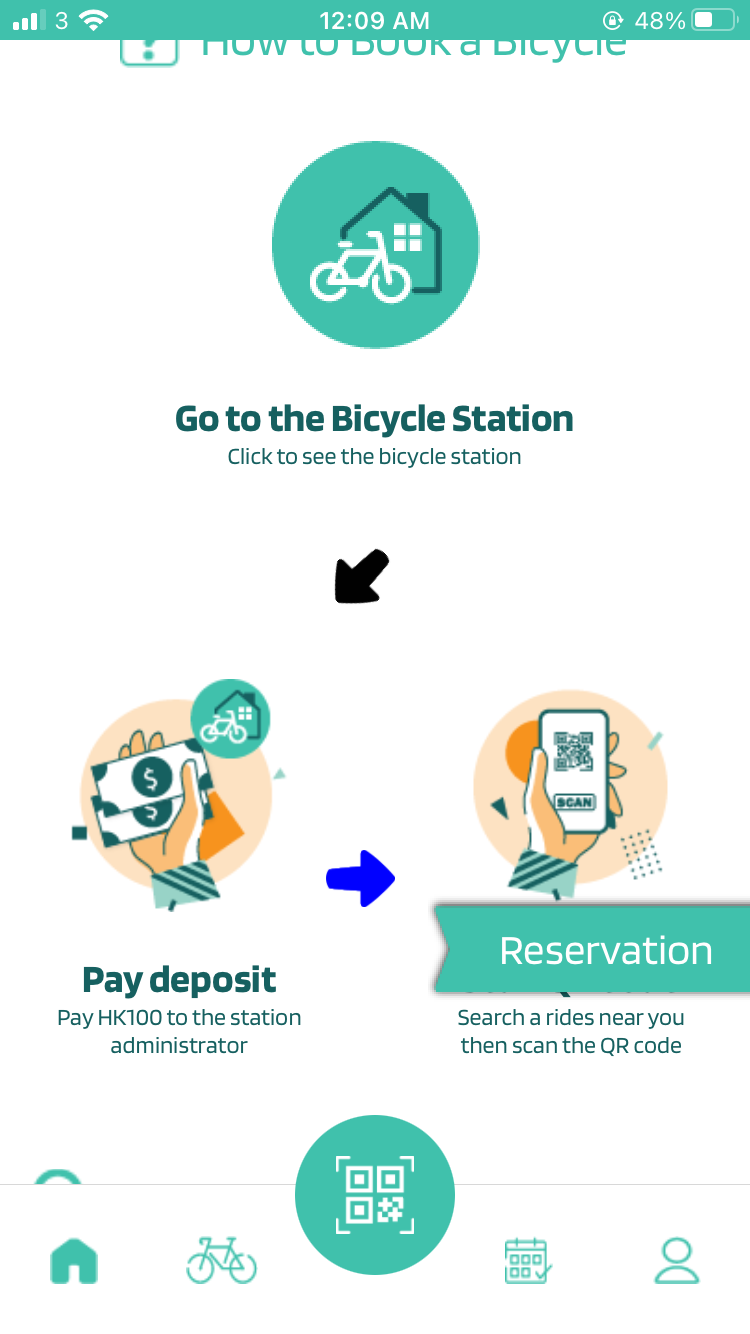 3
12:09 AM
48%
How to Book a Bicycle
Go to the Bicycle Station
Click to see the bicycle station
$
$
SCAN
Pay deposit
Pay HK100 to the station
administrator
Reservation
Search a rides near you
then scan the QR code